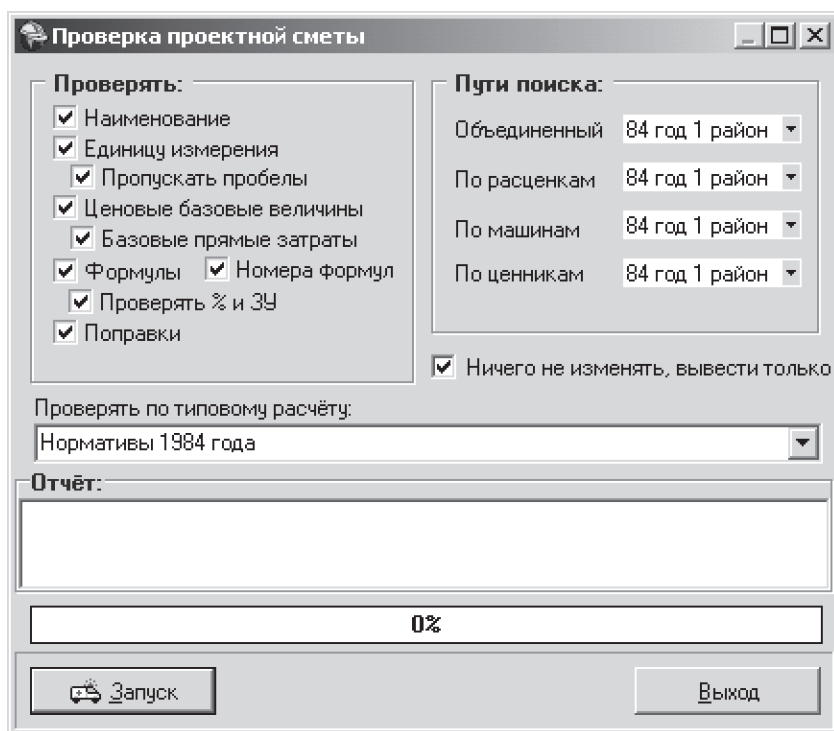 Проверка проектной сметы
Проверять:
Наименование
Единицу измерения
Пропускать пробелы
Ценовые базовые величины
Базовые прямые затраты
Формулы Номера формул
Проверять % и ЗУ
Поправки
Пути поиска:
Объединенный 84 год 1 район
По расценкам 84 год 1 район
По машинам 84 год 1 район
По ценникам 84 год 1 район
Ничего не изменять, вывести только
Проверять по типовому расчёту:
Нормативы 1984 года
Отчёт:
0%
Запуск Выход